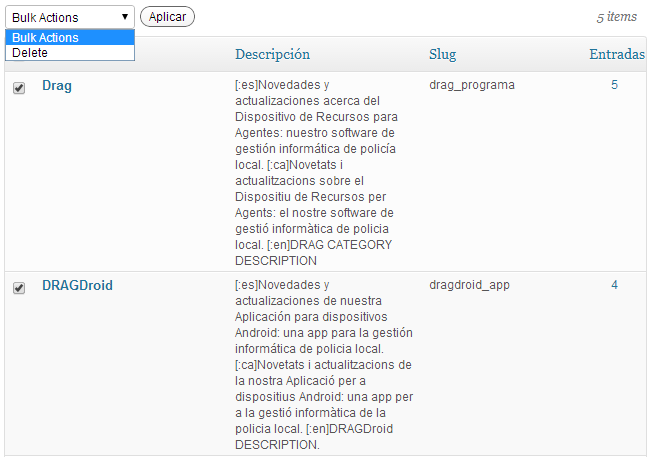 Bulk Actions Aplicar 5 items
Bulk Actions
Delete
Descripción Slug Entradas
Drag [:es]Novedades y drag_programa 5
actualizaciones acerca del
Dispositivo de Recursos para
Agentes: nuestro software de
gestión informática de policía
local. [:ca]Novetats i
actualitzacions sobre el
Dispositiu de Recursos per
Agents: el nostre software de
gestió informàtica de policia
local. [:en]DRAG CATEGORY
DESCRIPTION
DRAGDroid [:es]Novedades y dragdroid_app 4
actualizaciones de nuestra
Aplicación para dispositivos
Android: una app para la gestión
informática de policia local.
[:ca]Novetats i actualitzacions de
la nostra Aplicació per a
dispositius Android: una app per
a la gestió informàtica de la
policia local. [:en]DRAGDroid
DESCRIPTION.